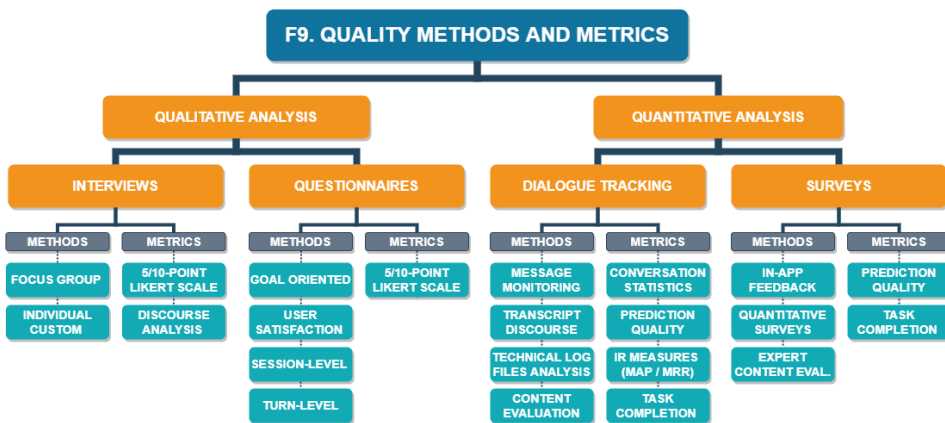 F9. QUALITY METHODS AND METRICS
QUALITATIVE ANALYSIS
QUANTITATIVE ANALYSIS
INTERVIEWS
QUESTIONNAIRES
DIALOGUE TRACKING
SURVEYS
METHODS
METRICS
METHODS
METRICS
METHODS
METRICS
METHODS
METRICS
FOCUS GROUP
INDIVIDUAL
CUSTOM
5/10-POINT
LIKERT SCALE
DISCOURSE
ANALYSIS
GOAL ORIENTED
USER
SATISFACTION
SESSION-LEVEL
TURN-LEVEL
5/10-POINT
LIKERT SCALE
MESSAGE
MONITORING
TRANSCRIPT
DISCOURSE
TECHNICAL LOG
FILES ANALYSIS
CONTENT
EVALUATION
CONVERSATION
STATISTICS
PREDICTION
QUALITY
IR MEASURES
(MAP / MRR)
TASK
COMPLETION
IN-APP
FEEDBACK
QUANTITATIVE
SURVEYS
EXPERT
CONTENT EVAL.
PREDICTION
QUALITY
TASK
COMPLETION